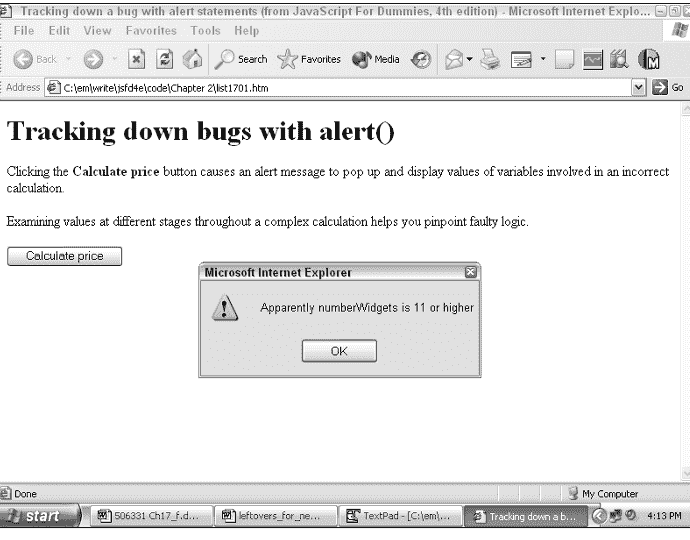 Tracking down a bug with alert statements (from JavaScript For Dummies, 4th edition) - Microsoft Internet Explo...
File Edit View Favorites Tools Help
Back Search Favorites Media
Address C:\em\write\jsfd4e\code\Chapter 2\list1701.htm Go
Tracking down bugs with alert()
Clicking the Calculate price button causes an alert message to pop up and display values of variables involved in an incorrect
calculation.
Examining values at different stages throughout a complex calculation helps you pinpoint faulty logic.
Calculate price
Microsoft Internet Explorer
Apparently numberWidgets is 11 or higher
OK
Done My Computer
start 506331 Ch17_f.d... leftovers_for_ne... TextPad - [C:\em\... Tracking down a b... 4:13 PM